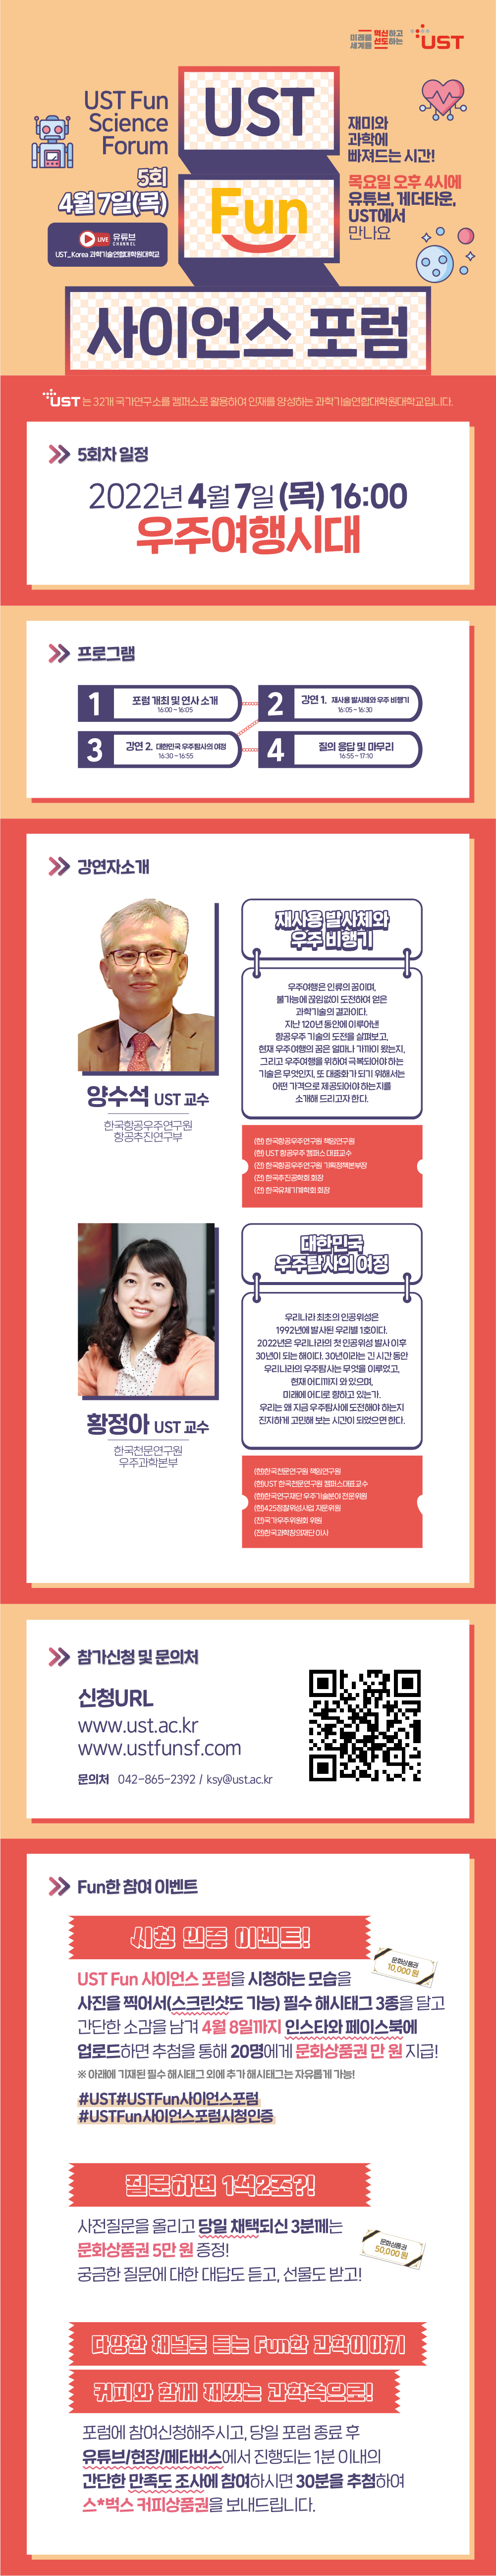 미래를 혁신하고
세계를 선도하는
UST
UST Fun
Science
Forum
5회
4월 7일(목)
LIVE 유튜브
CHANNEL
UST_Korea 과학기술연합대학원대학교
UST
Fun
사이언스 포럼
재미와
과학에
빠져드는 시간!
목요일 오후 4시에
유튜브, 게더타운,
UST에서
만나요
UST는 32개 국가연구소를 캠퍼스로 활용하여 인재를 양성하는 과학기술연합대학원대학교입니다.
5회차 일정
2022년 4월 7일 (목) 16:00
우주여행시대
프로그램
1 포럼 개최 및 연사 소개
16:00 ~ 16:05
2 강연 1. 재사용 발사체와 우주 비행기
16:05 ~ 16:30
3 강연 2. 대한민국 우주탐사의 여정
16:30 ~ 16:55
4 질의 응답 및 마무리
16:55 ~ 17:10
강연자소개
양수석 UST 교수
한국항공우주연구원
항공추진연구부
재사용 발사체와
우주 비행기
우주여행은 인류의 꿈이며,
불가능에 끊임없이 도전하여 얻은
과학기술의 결과이다.
지난 120년 동안에 이루어낸
항공우주 기술의 도전을 살펴보고,
현재 우주여행의 꿈은 얼마나 가까이 왔는지,
그리고 우주여행을 위하여 극복되어야 하는
기술은 무엇인지, 또 대중화가 되기 위해서는
어떤 가격으로 제공되어야 하는지를
소개해 드리고자 한다.
(현) 한국항공우주연구원 책임연구원
(현) UST 항공우주 캠퍼스 대표교수
(전) 한국항공우주연구원 기획정책본부장
(전) 한국추진공학회 회장
(전) 한국유체기계학회 회장
황정아 UST 교수
한국천문연구원
우주과학본부
대한민국
우주탐사의 여정
우리나라 최초의 인공위성은
1992년에 발사된 우리별 1호이다.
2022년은 우리나라의 첫 인공위성 발사 이후
30년이 되는 해이다. 30년이라는 긴 시간 동안
우리나라의 우주탐사는 무엇을 이루었고,
현재 어디까지 와 있으며,
미래에 어디로 향하고 있는가.
우리는 왜 지금 우주탐사에 도전해야 하는지
진지하게 고민해 보는 시간이 되었으면 한다.
(현)한국천문연구원 책임연구원
(현)UST 한국천문연구원 캠퍼스대표교수
(현)한국연구재단 우주기술분야 전문위원
(현)425정찰위성사업 자문위원
(전)국가우주위원회 위원
(전)한국과학창의재단 이사
참가신청 및 문의처
신청URL
www.ust.ac.kr
www.ustfunsf.com
문의처 042-865-2392 / ksy@ust.ac.kr
Fun한 참여 이벤트
시청 인증 이벤트!
문화상품권
10,000 원
UST Fun 사이언스 포럼을 시청하는 모습을
사진을 찍어서(스크린샷도 가능) 필수 해시태그 3종을 달고
간단한 소감을 남겨 4월 8일까지 인스타와 페이스북에
업로드하면 추첨을 통해 20명에게 문화상품권 만 원 지급!
※ 아래에 기재된 필수 해시태그 외에 추가 해시태그는 자유롭게 가능!
#UST#USTFun사이언스포럼
#USTFun사이언스포럼시청인증
질문하면 1석2조?!
사전질문을 올리고 당일 채택되신 3분께는
문화상품권 5만 원 증정!
궁금한 질문에 대한 대답도 듣고, 선물도 받고!
문화상품권
50,000 원
다양한 채널로 듣는 Fun한 과학이야기
커피와 함께 재밌는 과학속으로!
포럼에 참여신청해주시고, 당일 포럼 종료 후
유튜브/현장/메타버스에서 진행되는 1분 이내의
간단한 만족도 조사에 참여하시면 30분을 추첨하여
스*벅스 커피상품권을 보내드립니다.